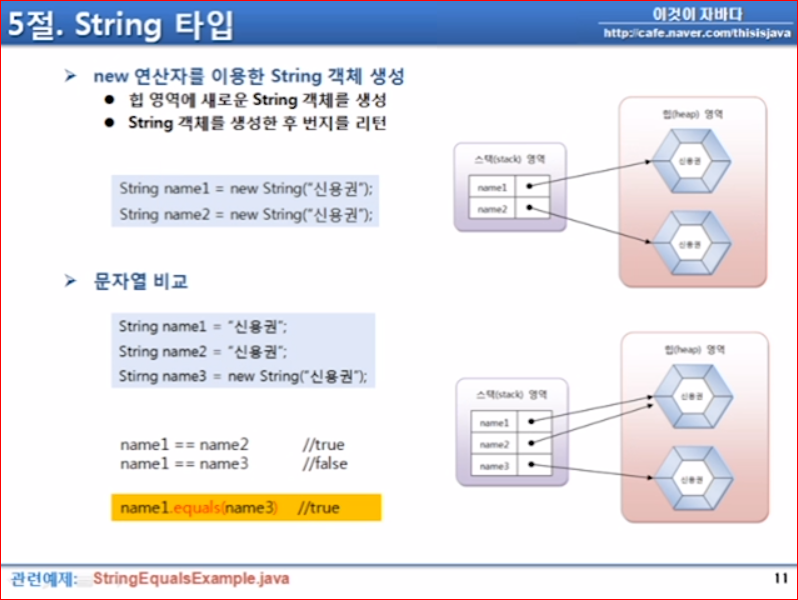 5절. String 타입
이것이 자바다
http://cafe.naver.com/thisisjava
➢ new 연산자를 이용한 String 객체 생성
● 힙 영역에 새로운 String 객체를 생성
● String 객체를 생성한 후 번지를 리턴
String name1 = new String("신용권");
String name2 = new String("신용권");
스택(stack) 영역
name1
name2
힙(heap) 영역
신용권
신용권
➢ 문자열 비교
String name1 = "신용권";
String name2 = "신용권";
Stirng name3 = new String("신용권");
name1 == name2 //true
name1 == name3 //false
name1.equals(name3) //true
스택(stack) 영역
name1
name2
name3
힙(heap) 영역
신용권
신용권
관련예제: StringEqualsExample.java
11